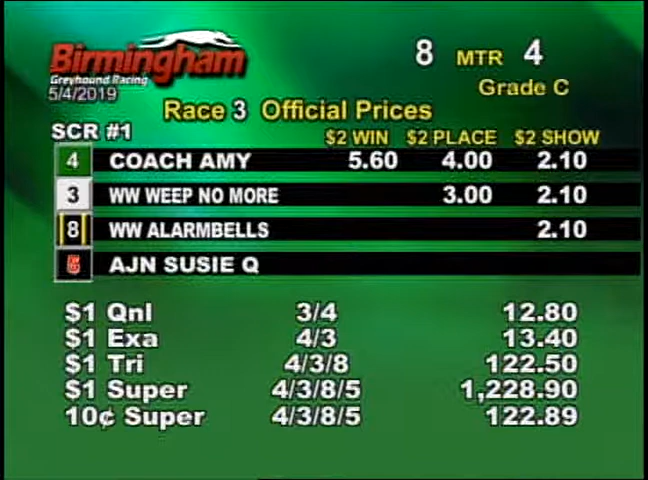 Birmingham
8 MTR 4
Greyhound Racing
Grade C
5/4/2019
Race 3 Official Prices
SCR #1
$2 WIN $2 PLACE $2 SHOW
4 COACH AMY 5.60 4.00 2.10
3 WW WEEP NO MORE 3.00 2.10
8 WW ALARMBELLS 2.10
AJN SUSIE Q
$1 Qnl 3/4 12.80
$1 Exa 4/3 13.40
$1 Tri 4/3/8 122.50
$1 Super 4/3/8/5 1,228.90
10¢ Super 4/3/8/5 122.89